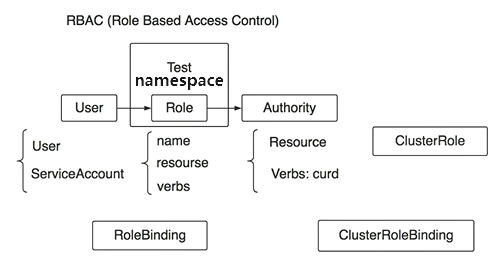 RBAC (Role Based Access Control)
Test
namespace
User
Role
Authority
User
ServiceAccount
name
resourse
verbs
Resource
Verbs: curd
ClusterRole
RoleBinding
ClusterRoleBinding